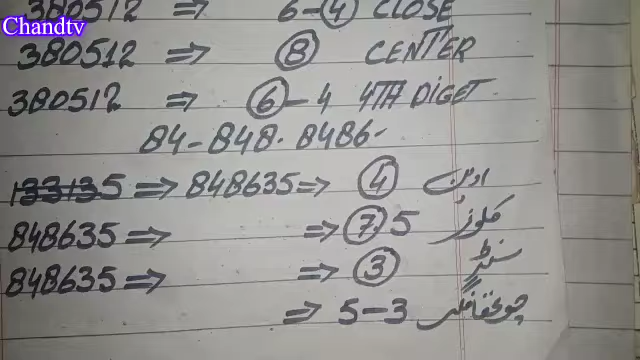 Chandtv
380512 ⇒ 6-4 CLOSE
380512 ⇒ 8 CENTER
380512 ⇒ 6-4 4TH DIGET
84-848. 8486-
133135 ⇒ 848635 ⇒ 4 اوپن
848635 ⇒ ⇒ 7.5 کلوز
848635 ⇒ ⇒ 3 سنٹر
⇒ 5-3 چوتھا فگر